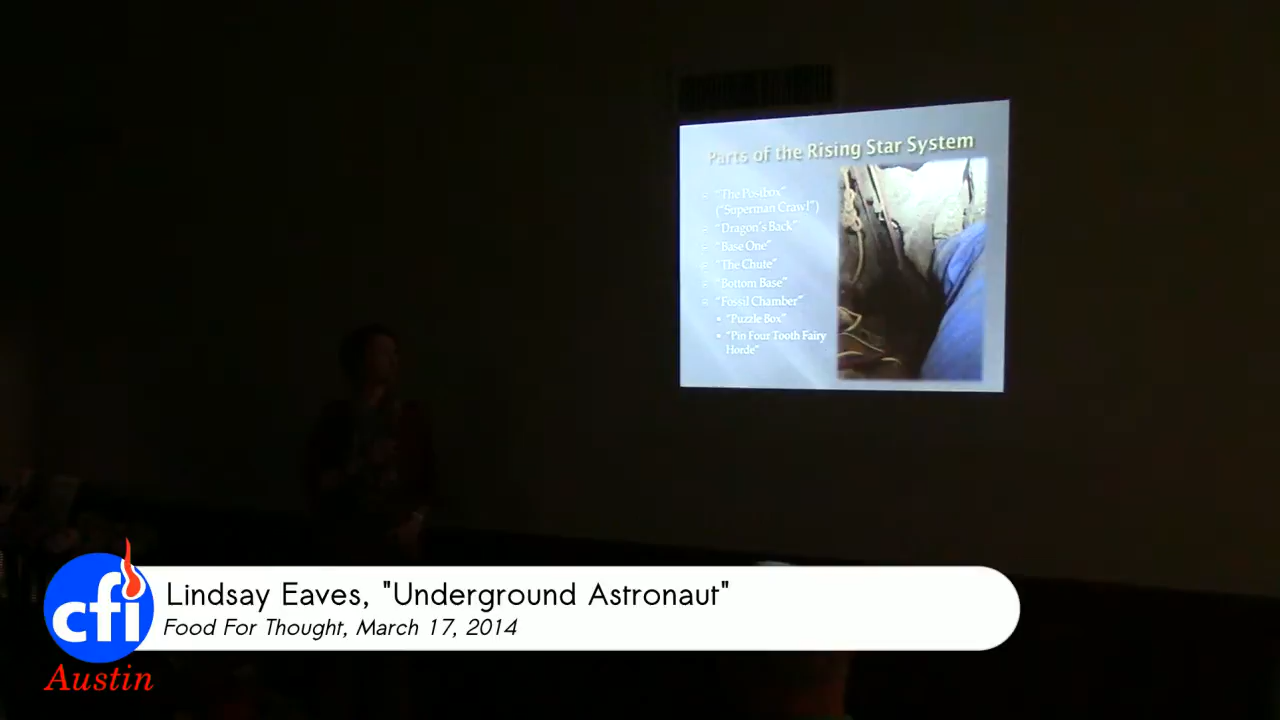 Parts of the Rising Star System
"The Postbox"
("Superman Crawl")
"Dragon's Back"
"Base One"
"The Chute"
"Bottom Base"
"Fossil Chamber"
"Puzzle Box"
"Pin Four Tooth Fairy
Horde"
cfi
Austin
Lindsay Eaves, "Underground Astronaut"
Food For Thought, March 17, 2014